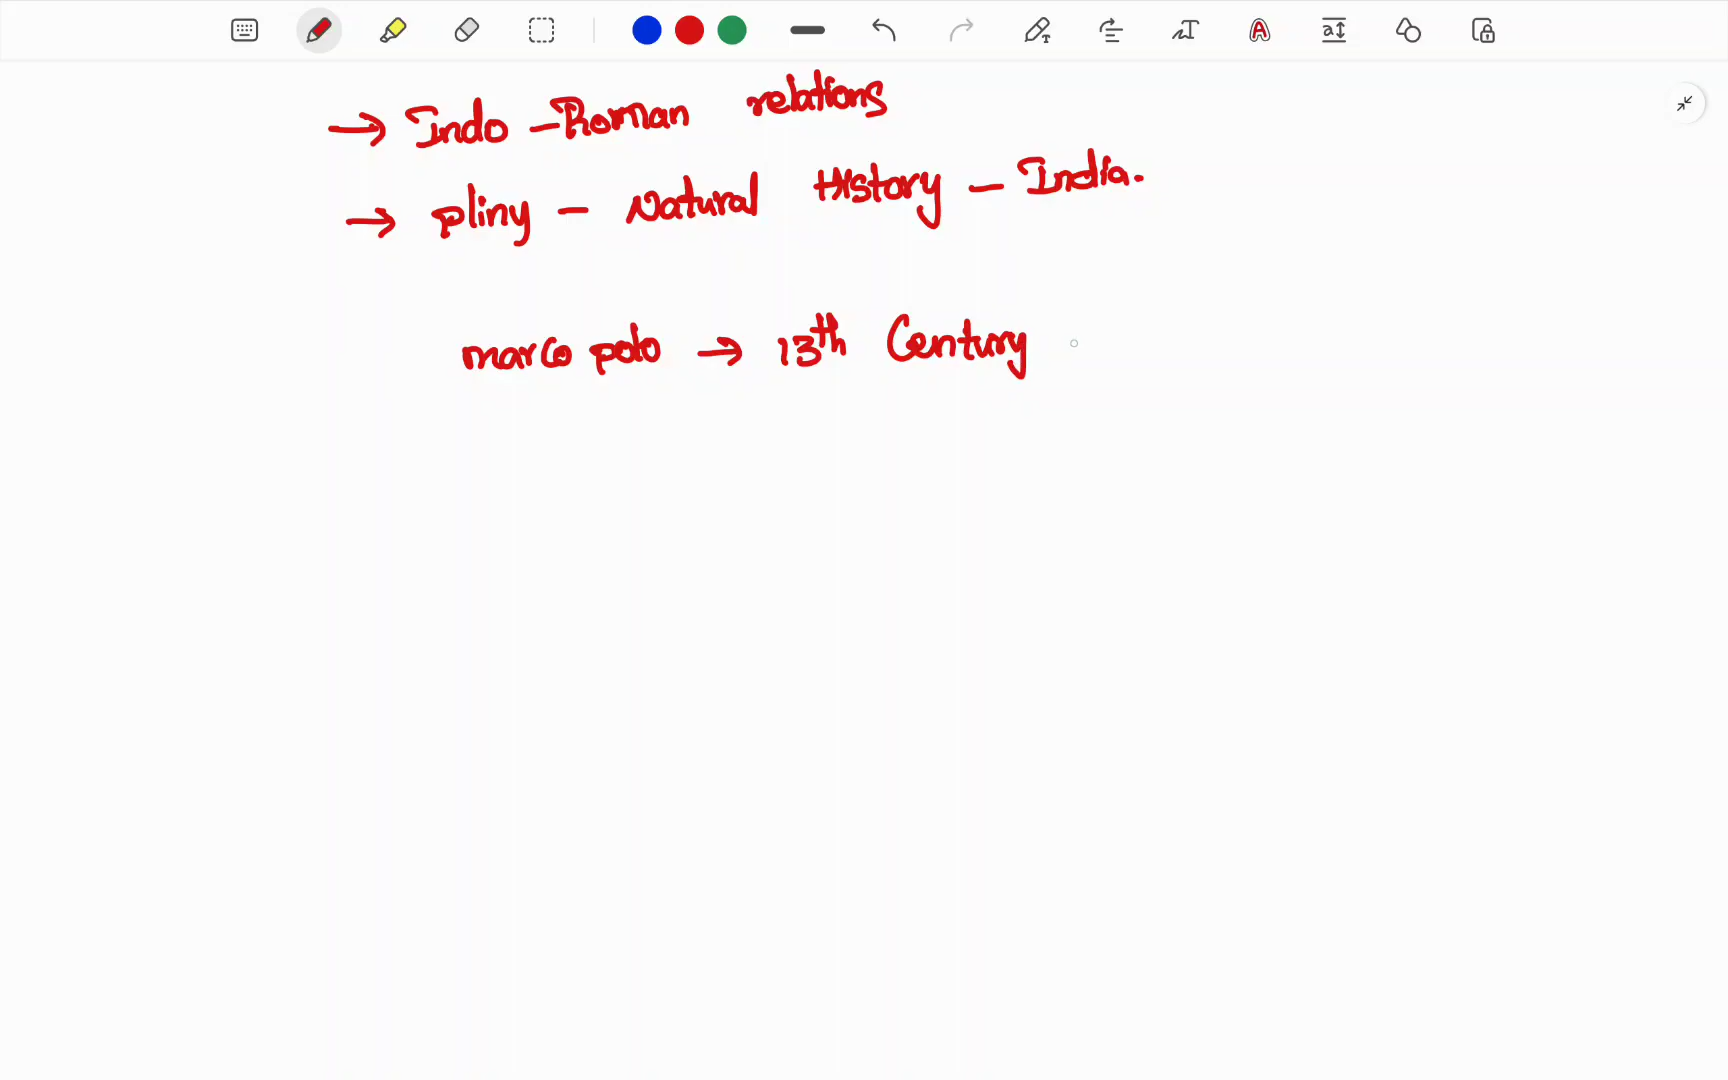 → Indo - Roman relations
→ pliny - Natural History - India.
marco polo → 13th Century